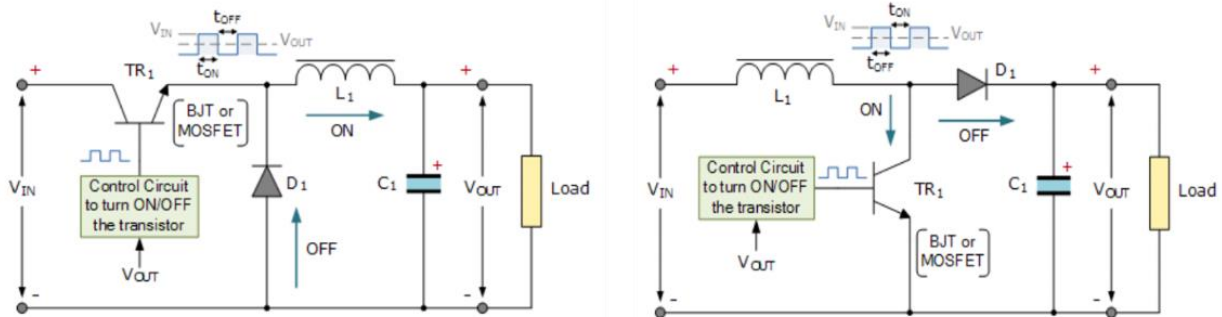 tOFF
VIN
VOUT
tON
+
TR1
+
L1
BJT or
MOSFET
ON
VIN
Control Circuit
to turn ON/OFF
the transistor
D1
C1
+
VOUT
Load
OFF
VOUT
-
-
tON
VIN
VOUT
tOFF
+
D1
+
L1
ON
OFF
VIN
Control Circuit
to turn ON/OFF
the transistor
TR1
C1
+
VOUT
Load
VOUT
BJT or
MOSFET
-
-